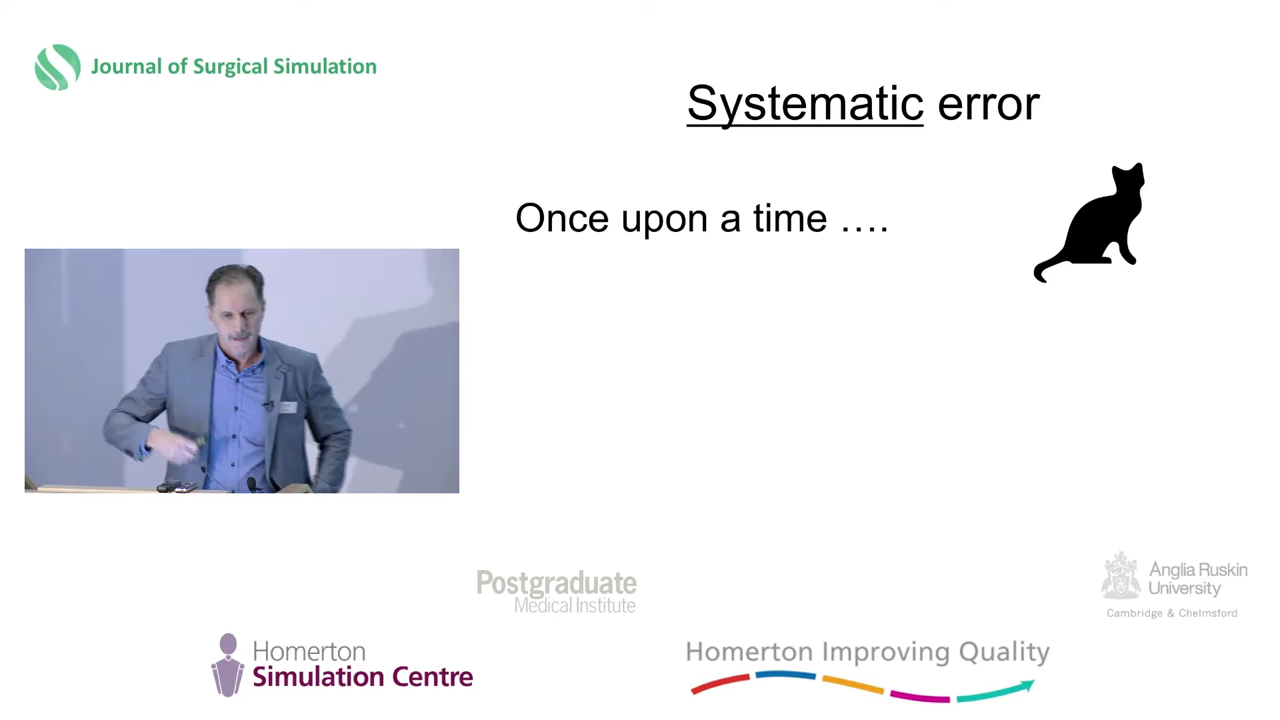 Journal of Surgical Simulation
Systematic error
Once upon a time ….
Postgraduate
Medical Institute
Anglia Ruskin
University
Cambridge & Chelmsford
Homerton
Simulation Centre
Homerton Improving Quality